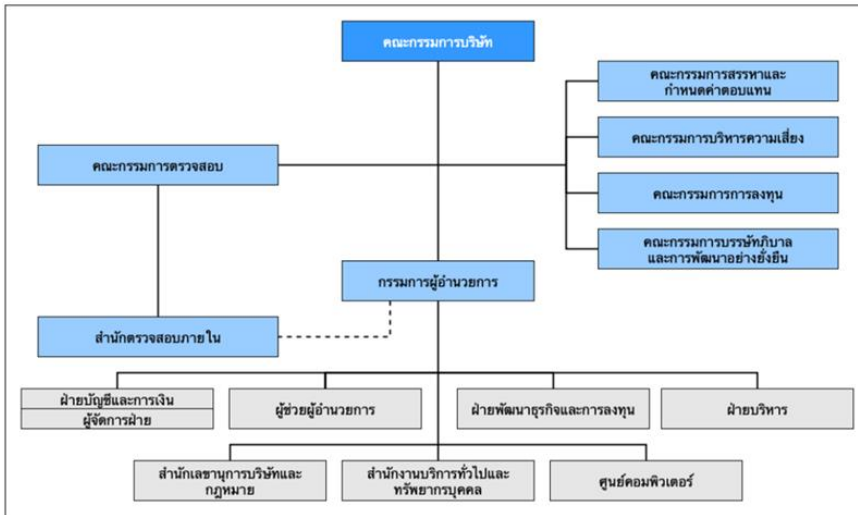 คณะกรรมการบริษัท
คณะกรรมการสรรหาและ
กำหนดค่าตอบแทน
คณะกรรมการบริหารความเสี่ยง
คณะกรรมการตรวจสอบ
คณะกรรมการการลงทุน
คณะกรรมการบรรษัทภิบาล
และการพัฒนาอย่างยั่งยืน
กรรมการผู้อำนวยการ
สำนักตรวจสอบภายใน
ฝ่ายบัญชีและการเงิน
ผู้จัดการฝ่าย
ผู้ช่วยผู้อำนวยการ
ฝ่ายพัฒนาธุรกิจและการลงทุน
ฝ่ายบริหาร
สำนักเลขานุการบริษัทและ
กฎหมาย
สำนักงานบริการทั่วไปและ
ทรัพยากรบุคคล
ศูนย์คอมพิวเตอร์